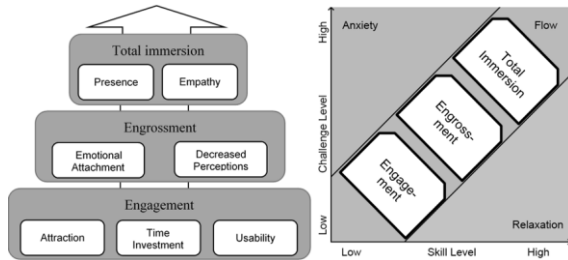 Total immersion
Presence
Empathy
Engrossment
Emotional
Attachment
Decreased
Perceptions
Engagement
Attraction
Time
Investment
Usability
High
Challenge Level
Low
Anxiety
Flow
Total
Immersion
Engross-
ment
Engage-
ment
Relaxation
Low
Skill Level
High